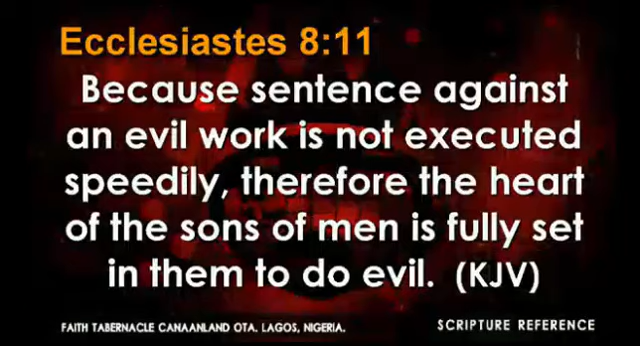 Ecclesiastes 8:11
Because sentence against
an evil work is not executed
speedily, therefore the heart
of the sons of men is fully set
in them to do evil. (KJV)
FAITH TABERNACLE CANAANLAND OTA. LAGOS, NIGERIA.
SCRIPTURE REFERENCE